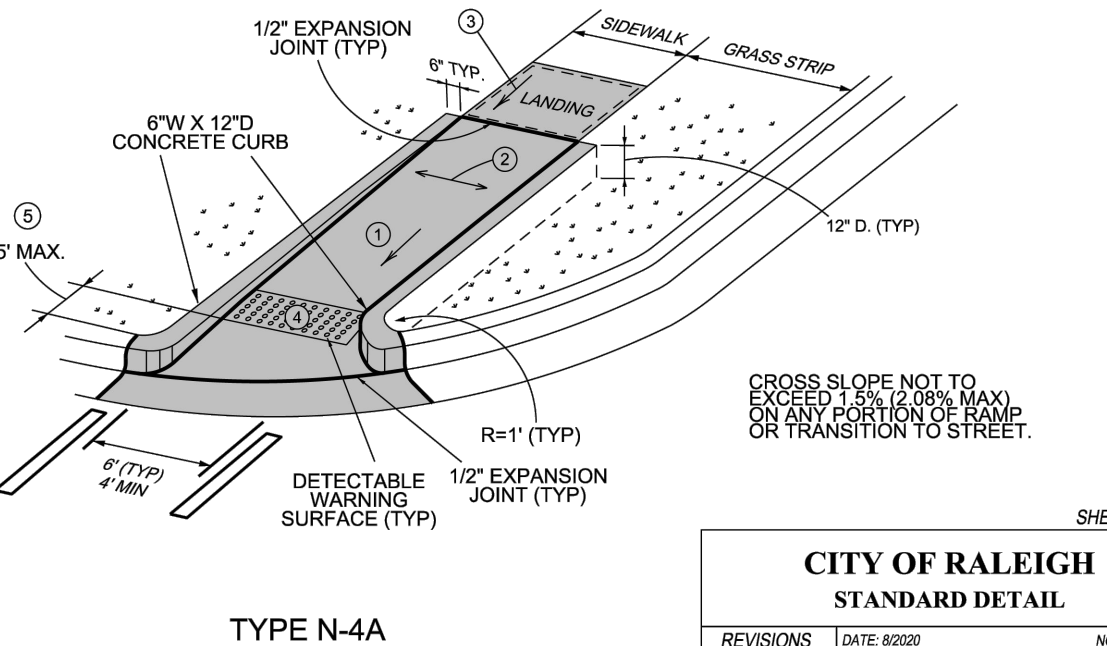 3
1/2" EXPANSION
JOINT (TYP)
SIDEWALK
GRASS STRIP
6" TYP.
LANDING
6"W X 12"D
CONCRETE CURB
2
5
5' MAX.
1
12" D. (TYP)
4
CROSS SLOPE NOT TO
EXCEED 1.5% (2.08% MAX)
ON ANY PORTION OF RAMP
OR TRANSITION TO STREET.
R=1' (TYP)
6' (TYP)
4' MIN
DETECTABLE
WARNING
SURFACE (TYP)
1/2" EXPANSION
JOINT (TYP)
SHE
CITY OF RALEIGH
STANDARD DETAIL
TYPE N-4A
REVISIONS
DATE: 8/2020
NO